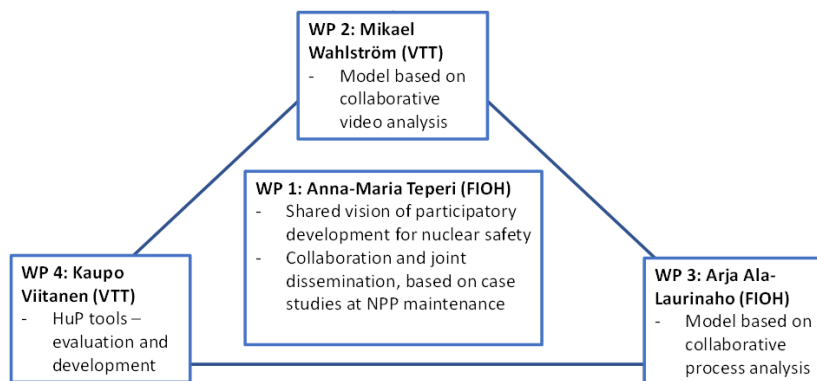 WP 2: Mikael
Wahlström (VTT)
- Model based on
collaborative
video analysis
WP 1: Anna-Maria Teperi (FIOH)
- Shared vision of participatory
development for nuclear safety
- Collaboration and joint
dissemination, based on case
studies at NPP maintenance
WP 4: Kaupo
Viitanen (VTT)
- HuP tools –
evaluation and
development
WP 3: Arja Ala-
Laurinaho (FIOH)
- Model based on
collaborative
process analysis